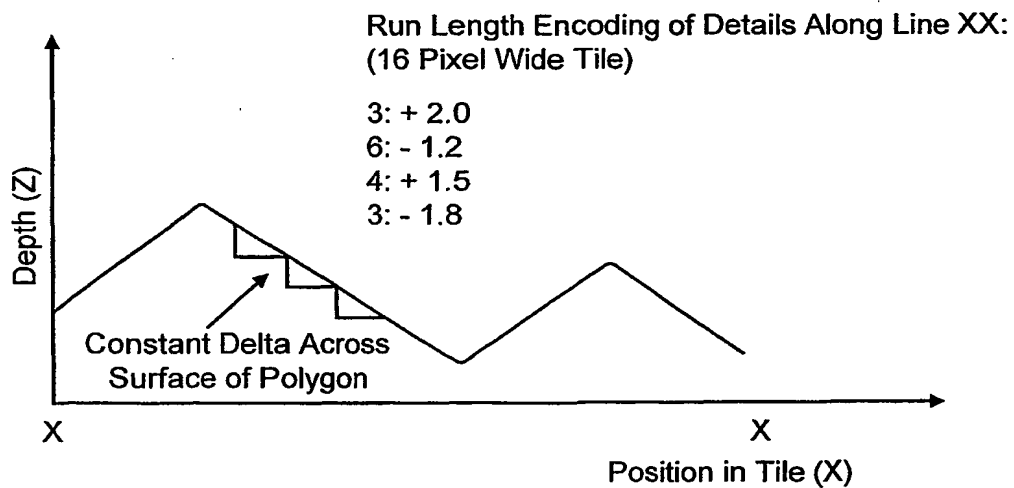 Run Length Encoding of Details Along Line XX:
(16 Pixel Wide Tile)
3: + 2.0
6: - 1.2
4: + 1.5
3: - 1.8
Depth (Z)
Constant Delta Across
Surface of Polygon
X
X
Position in Tile (X)